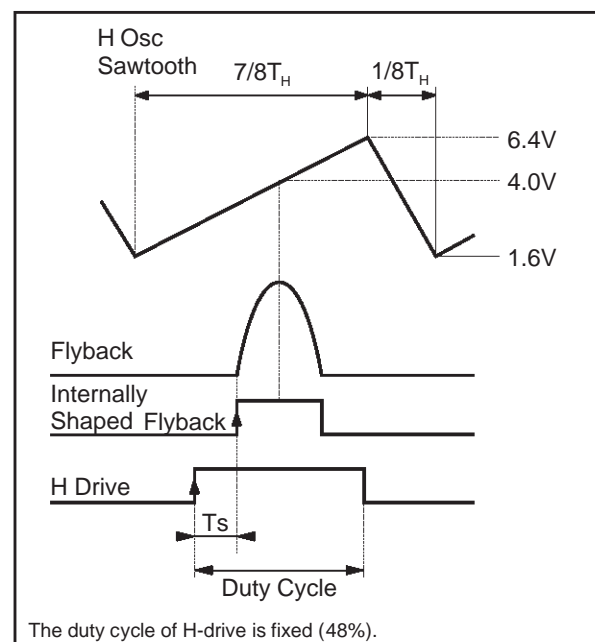 H Osc
Sawtooth
7/8T_H
1/8T_H
6.4V
4.0V
1.6V
Flyback
Internally
Shaped Flyback
H Drive
Ts
Duty Cycle
The duty cycle of H-drive is fixed (48%).